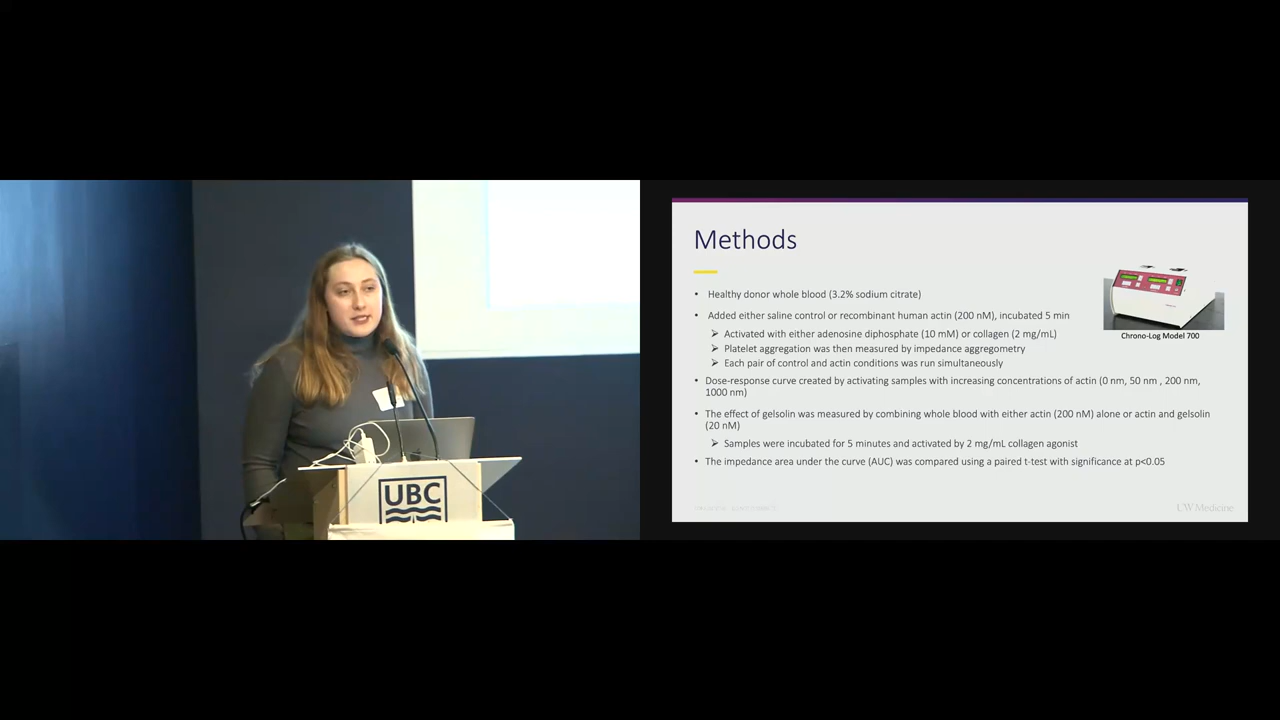 UBC
Methods
• Healthy donor whole blood (3.2% sodium citrate)
• Added either saline control or recombinant human actin (200 nM), incubated 5 min
➢ Activated with either adenosine diphosphate (10 mM) or collagen (2 mg/mL)
➢ Platelet aggregation was then measured by impedance aggregometry
➢ Each pair of control and actin conditions was run simultaneously
Chrono-Log Model 700
• Dose-response curve created by activating samples with increasing concentrations of actin (0 nm, 50 nm , 200 nm,
1000 nm)
• The effect of gelsolin was measured by combining whole blood with either actin (200 nM) alone or actin and gelsolin
(20 nM)
➢ Samples were incubated for 5 minutes and activated by 2 mg/mL collagen agonist
• The impedance area under the curve (AUC) was compared using a paired t-test with significance at p<0.05
UW Medicine